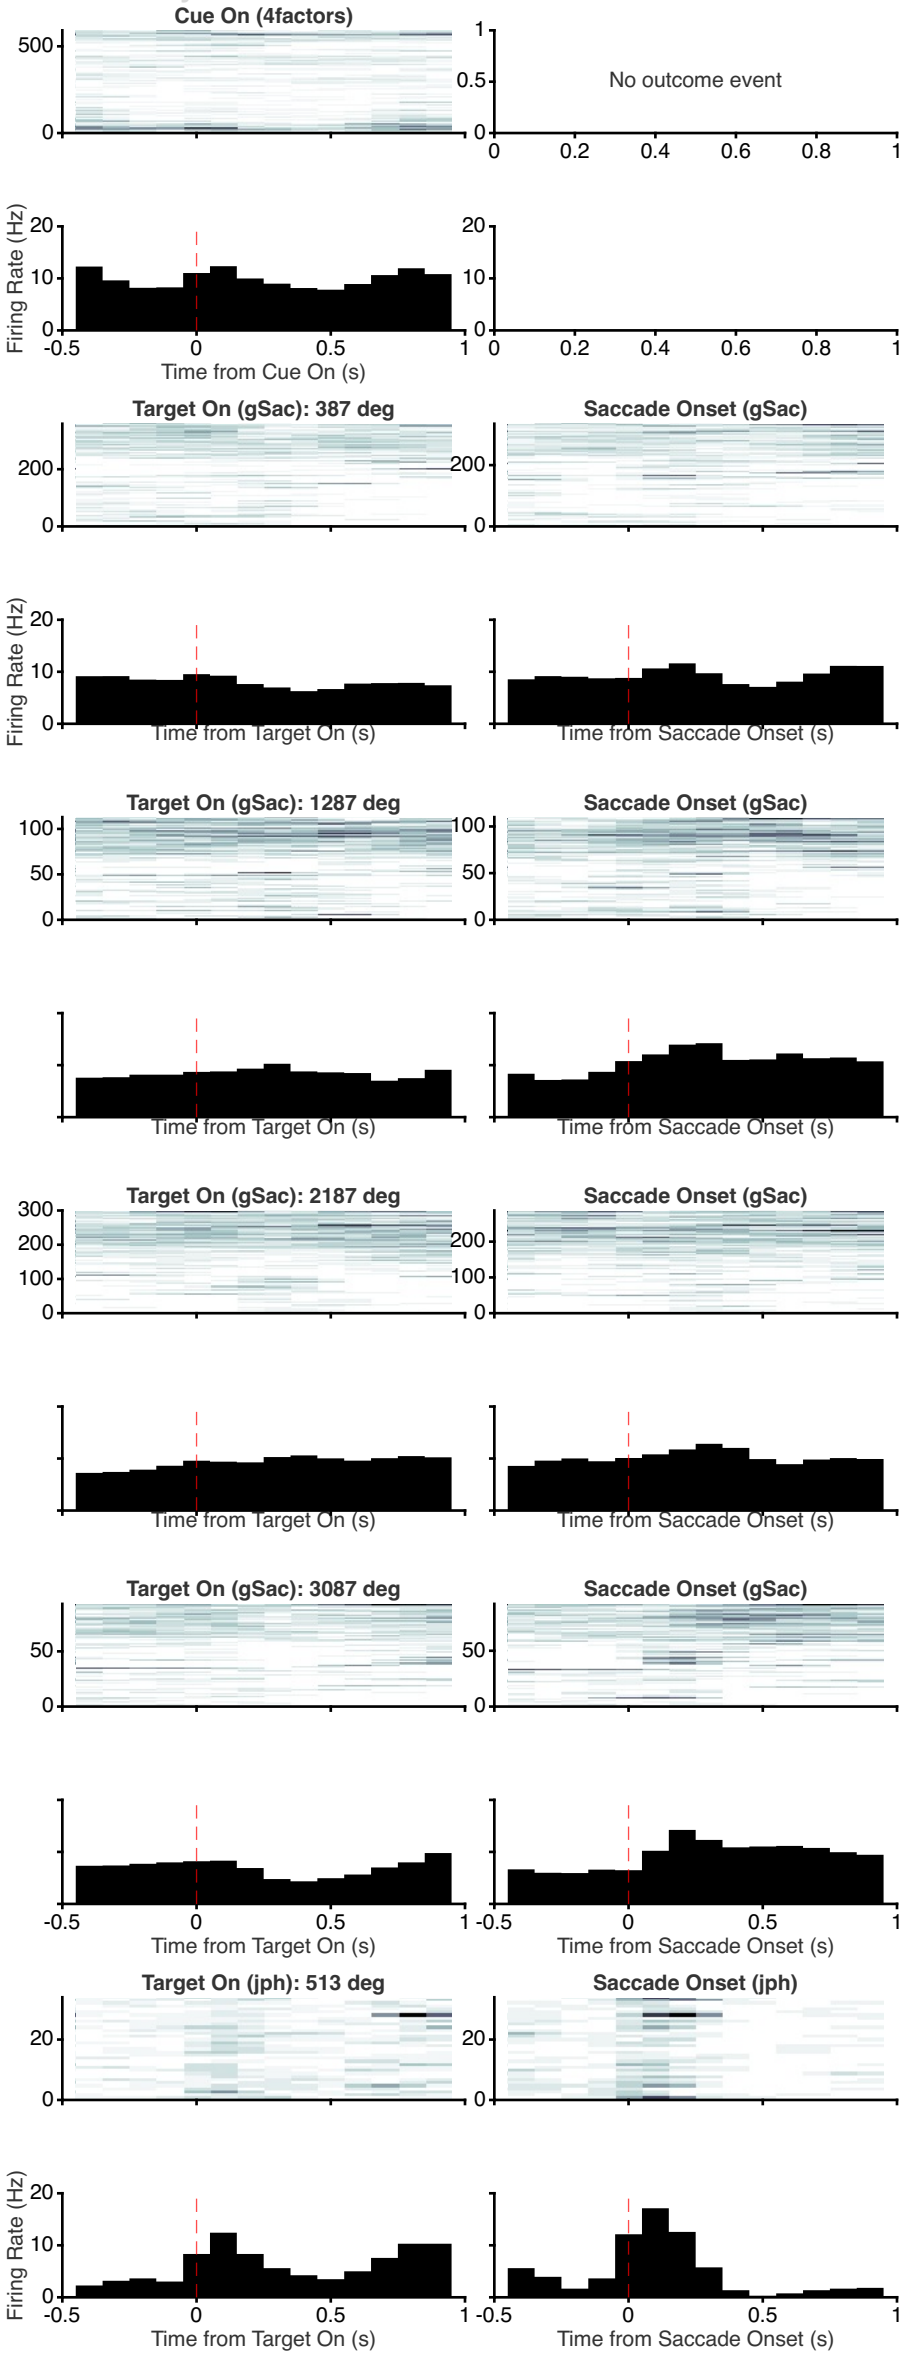 Cue On (4factors)
500
0
1
0.5
0
No outcome event
0 0.2 0.4 0.6 0.8 1
Firing Rate (Hz)
20
10
0
-0.5 0 0.5 1
Time from Cue On (s)
20
10
0
0 0.2 0.4 0.6 0.8 1
Target On (gSac): 387 deg
200
0
Saccade Onset (gSac)
200
0
Firing Rate (Hz)
20
10
0
Time from Target On (s)
Time from Saccade Onset (s)
Target On (gSac): 1287 deg
100
50
0
Saccade Onset (gSac)
100
50
0
Time from Target On (s)
Time from Saccade Onset (s)
Target On (gSac): 2187 deg
300
200
100
0
Saccade Onset (gSac)
200
100
0
Time from Target On (s)
Time from Saccade Onset (s)
Target On (gSac): 3087 deg
50
0
Saccade Onset (gSac)
50
0
-0.5 0 0.5 1
Time from Target On (s)
-0.5 0 0.5 1
Time from Saccade Onset (s)
Target On (jph): 513 deg
20
0
Saccade Onset (jph)
20
0
Firing Rate (Hz)
20
10
0
-0.5 0 0.5 1
Time from Target On (s)
-0.5 0 0.5 1
Time from Saccade Onset (s)